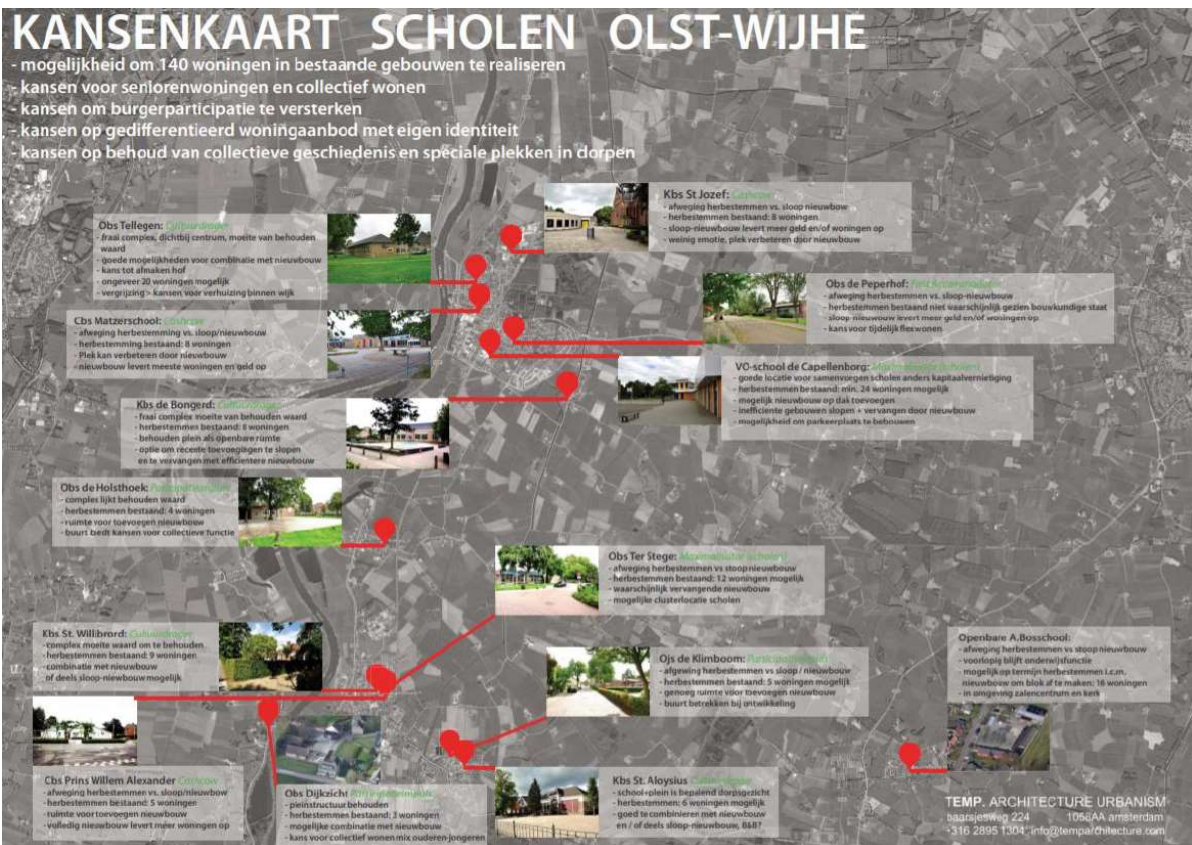 KANSENKAART SCHOLEN OLST-WIJHE
- mogelijkheid om 140 woningen in bestaande gebouwen te realiseren
- kansen voor seniorenwoningen en collectief wonen
- kansen om burgerparticipatie te versterken
- kansen op gedifferentieerd woningaanbod met eigen identiteit
- kansen op behoud van collectieve geschiedenis en speciale plekken in dorpen
Kbs St Jozef: Cashcow
- afweging herbestemmen vs. sloop nieuwbouw
- herbestemmen bestaand: 8 woningen
- sloop-nieuwbouw levert meer geld en/of woningen op
- weinig emotie, plek verbeteren door nieuwbouw
Obs Tellegen: Cultuurdrager
- fraai complex, dichtbij centrum, moeite van behouden
waard
- goede mogelijkheden voor combinatie met nieuwbouw
- kans tot afmaken hof
- ongeveer 20 woningen mogelijk
- vergrijzing > kansen voor verhuizing binnen wijk
Obs de Peperhof:
- afweging herbestemmen vs. sloop-nieuwbouw
- herbestemmen bestaand niet waarschijnlijk gezien bouwkundige staat
sloop-nieuwbouw levert meer geld en/of woningen op
- kans voor tijdelijk flexwonen
Cbs Matzerschool: Cashcow
- afweging herbestemming vs. sloop/nieuwbouw
- herbestemming bestaand: 8 woningen
- Plek kan verbeteren door nieuwbouw
- nieuwbouw levert meeste woningen en geld op
VO-school de Capellenborg: Maximalisatie scholen
- goede locatie voor samenvoegen scholen anders kapitaalvernietiging
- herbestemmen bestaand: min. 24 woningen mogelijk
- mogelijk nieuwbouw op dak toevoegen
- inefficiente gebouwen slopen + vervangen door nieuwbouw
- mogelijkheid om parkeerplaats te bebouwen
Kbs de Bongerd: Cultuurdrager
- fraai complex moeite van behouden waard
- herbestemmen bestaand: 8 woningen
- behouden plein als openbare ruimte
- optie om recente toevoegingen te slopen
en te vervangen met efficientere nieuwbouw
Obs de Holsthoek:
- complex lijkt behouden waard
- herbestemmen bestaand: 4 woningen
- ruimte voor toevoegen nieuwbouw
- buurt biedt kansen voor collectieve functie
Obs Ter Stege: Maximalisatie scholen
- afweging herbestemmen vs sloop nieuwbouw
- herbestemmen bestaand: 12 woningen mogelijk
- waarschijnlijk vervangende nieuwbouw
- mogelijke clusterlocatie scholen
Kbs St. Willibrord: Cultuurdrager
- complex moeite waard om te behouden
- herbestemmen bestaand: 9 woningen
- combinatie met nieuwbouw
of deels sloop-niewbouw mogelijk
Ojs de Klimboom:
- afgewing herbestemmen vs sloop / nieuwbouw
- herbestemmen bestaand: 5 woningen mogelijk
- genoeg ruimte voor toevoegen nieuwbouw
- buurt betrekken bij ontwikkeling
Openbare A.Bosschool:
- afweging herbestemmen vs sloop nieuwbouw
- voorlopig blijft onderwijsfunctie
- mogelijk op termijn herbestemmen i.c.m.
nieuwbouw om blok af te maken: 16 woningen
- in omgeving zalencentrum en kerk
Cbs Prins Willem Alexander Cashcow
- afweging herbestemmen vs. sloop/nieuwbouw
- herbestemmen bestaand: 5 woningen
- ruimte voor toevoegen nieuwbouw
- volledig nieuwbouw levert meer woningen op
Obs Dijkzicht
- pleinstructuur behouden
- herbestemmen bestaand: 3 woningen
- mogelijke combinatie met nieuwbouw
- kans voor collectief wonen mix ouderen-jongeren
Kbs St. Aloysius Cultuurdrager
- school+plein is bepalend dorpsgezicht
- herbestemmen: 6 woningen mogelijk
- goed te combineren met nieuwbouw
en / of deels sloop-nieuwbouw, B&B?
TEMP. ARCHITECTURE URBANISM
baarsjesweg 224 1058AA amsterdam
+316 2895 1304, info@temparchitecture.com